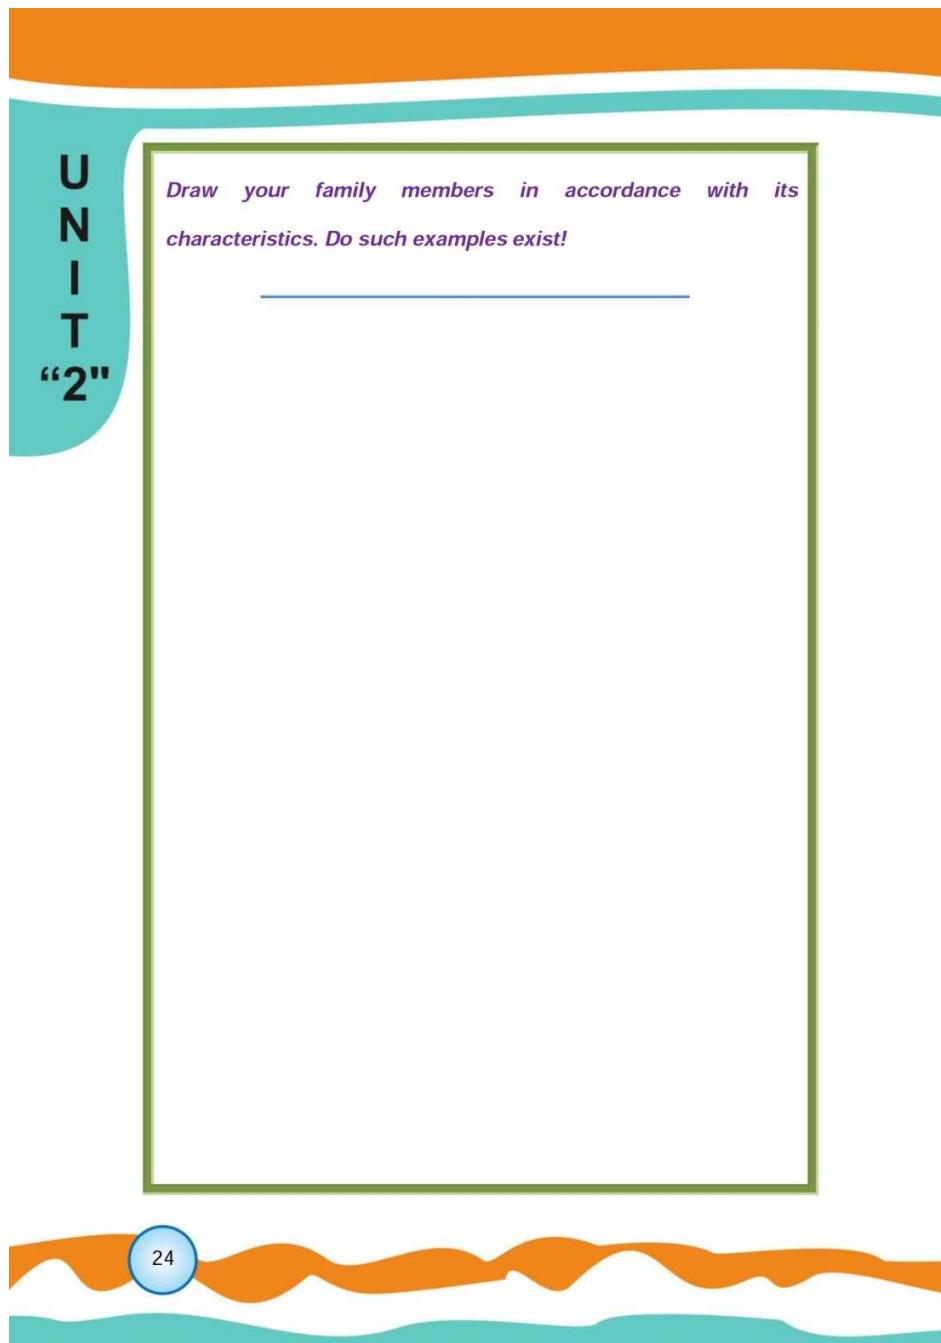 U
N
I
T
“2"
Draw your family members in accordance with its
characteristics. Do such examples exist!
24